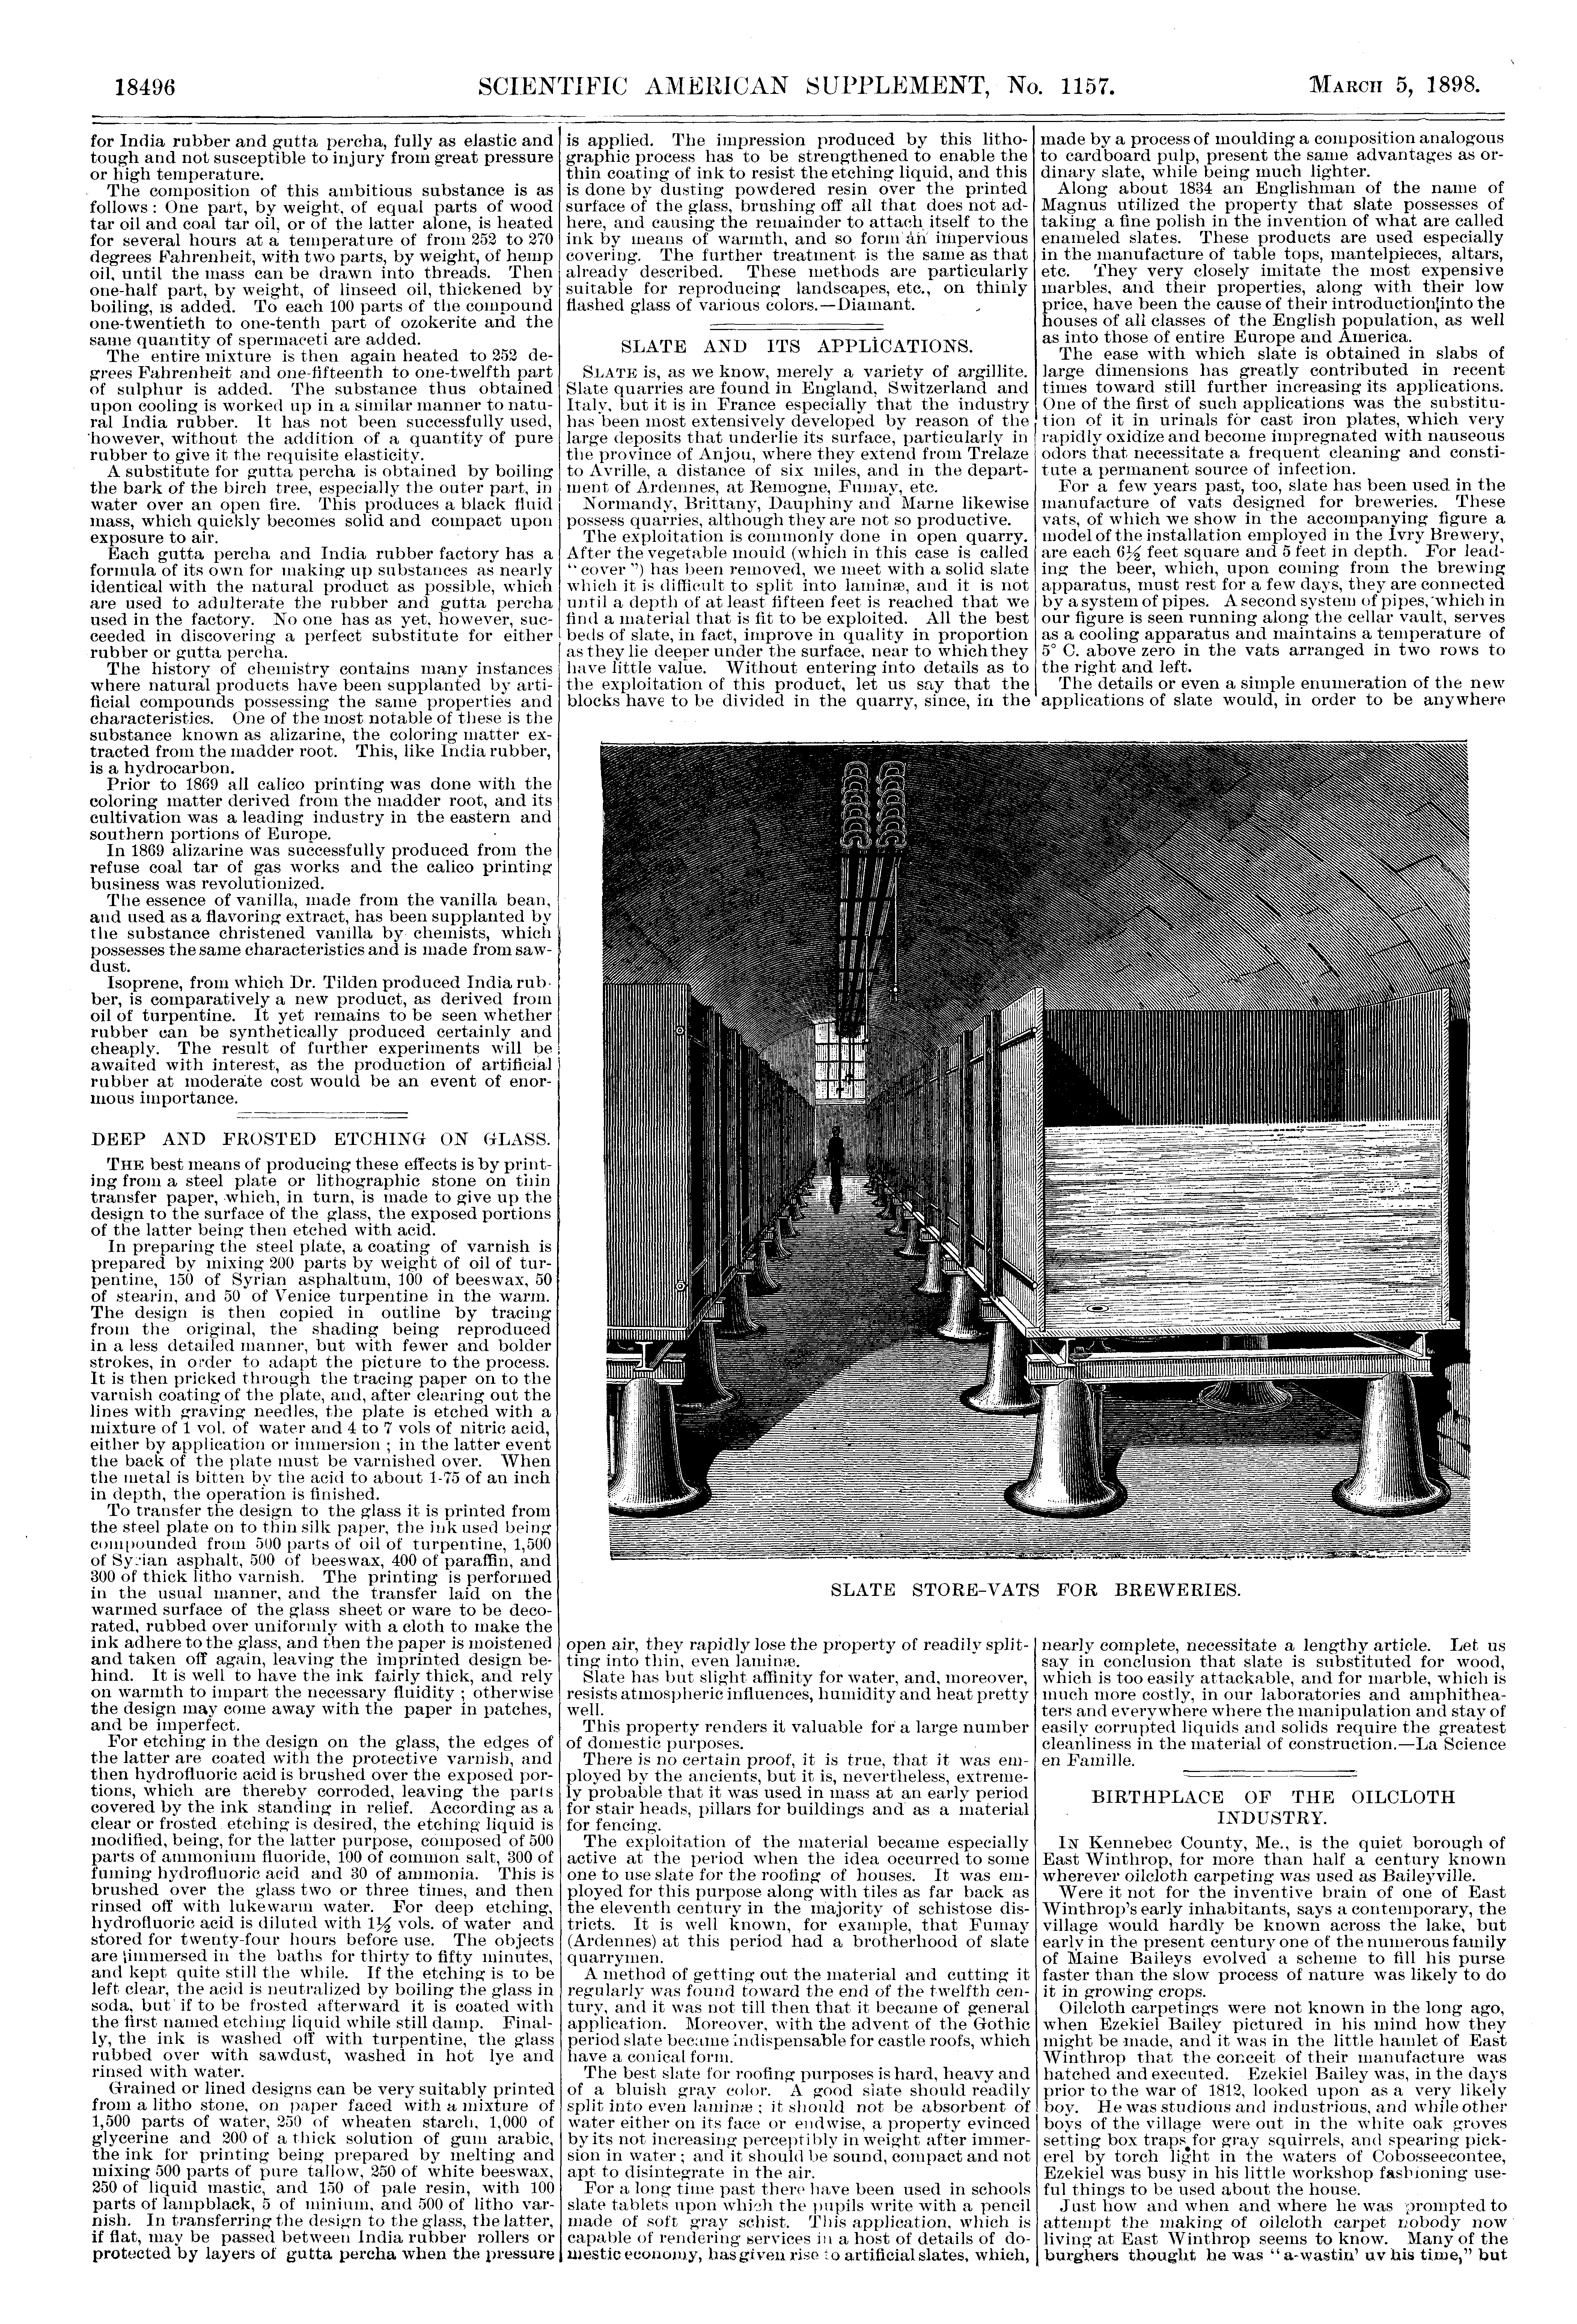 18496
SCIENTIFIC AMERICAN SUPPLEMENT, No. 1157.
MARCH 5, 1898.
for India rubber and gutta percha, fully as elastic and
tough and not susceptible to injury from great pressure
or high temperature.
The composition of this ambitious substance is as
follows: One part, by weight, of equal parts of wood
tar oil and coal tar oil, or of the latter alone, is heated
for several hours at a temperature of from 252 to 270
degrees Fahrenheit, with two parts, by weight, of hemp
oil, until the mass can be drawn into threads. Then
one-half part, by weight, of linseed oil, thickened by
boiling, is added. To each 100 parts of the compound
one-twentieth to one-tenth part of ozokerite and the
same quantity of spermaceti are added.
The entire mixture is then again heated to 252 de-
grees Fahrenheit and one-fifteenth to one-twelfth part
of sulphur is added. The substance thus obtained
upon cooling is worked up in a similar manner to natu-
ral India rubber. It has not been successfully used,
however, without the addition of a quantity of pure
rubber to give it the requisite elasticity.
A substitute for gutta percha is obtained by boiling
the bark of the birch tree, especially the outer part, in
water over an open fire. This produces a black fluid
mass, which quickly becomes solid and compact upon
exposure to air.
Each gutta percha and India rubber factory has a
formula of its own for making up substances as nearly
identical with the natural product as possible, which
are used to adulterate the rubber and gutta percha
used in the factory. No one has as yet, however, suc-
ceeded in discovering a perfect substitute for either
rubber or gutta percha.
The history of chemistry contains many instances
where natural products have been supplanted by arti-
ficial compounds possessing the same properties and
characteristics. One of the most notable of these is the
substance known as alizarine, the coloring matter ex-
tracted from the madder root. This, like India rubber,
is a hydrocarbon.
Prior to 1869 all calico printing was done with the
coloring matter derived from the madder root, and its
cultivation was a leading industry in the eastern and
southern portions of Europe.
In 1869 alizarine was successfully produced from the
refuse coal tar of gas works and the calico printing
business was revolutionized.
The essence of vanilla, made from the vanilla bean,
and used as a flavoring extract, has been supplanted by
the substance christened vanilla by chemists, which
possesses the same characteristics and is made from saw-
dust.
Isoprene, from which Dr. Tilden produced India rub-
ber, is comparatively a new product, as derived from
oil of turpentine. It yet remains to be seen whether
rubber can be synthetically produced certainly and
cheaply. The result of further experiments will be
awaited with interest, as the production of artificial
rubber at moderate cost would be an event of enor-
mous importance.
DEEP AND FROSTED ETCHING ON GLASS.
THE best means of producing these effects is by print-
ing from a steel plate or lithographic stone on thin
transfer paper, which, in turn, is made to give up the
design to the surface of the glass, the exposed portions
of the latter being then etched with acid.
In preparing the steel plate, a coating of varnish is
prepared by mixing 200 parts by weight of oil of tur-
pentine, 150 of Syrian asphaltum, 100 of beeswax, 50
of stearin, and 50 of Venice turpentine in the warm.
The design is then copied in outline by tracing
from the original, the shading being reproduced
in a less detailed manner, but with fewer and bolder
strokes, in order to adapt the picture to the process.
It is then pricked through the tracing paper on to the
varnish coating of the plate, and, after clearing out the
lines with graving needles, the plate is etched with a
mixture of 1 vol. of water and 4 to 7 vols of nitric acid,
either by application or immersion; in the latter event
the back of the plate must be varnished over. When
the metal is bitten by the acid to about 1-75 of an inch
in depth, the operation is finished.
To transfer the design to the glass it is printed from
the steel plate on to thin silk paper, the ink used being
compounded from 500 parts of oil of turpentine, 1,500
of Syrian asphalt, 500 of beeswax, 400 of paraffin, and
300 of thick litho varnish. The printing is performed
in the usual manner, and the transfer laid on the
warmed surface of the glass sheet or ware to be deco-
rated, rubbed over uniformly with a cloth to make the
ink adhere to the glass, and then the paper is moistened
and taken off again, leaving the imprinted design be-
hind. It is well to have the ink fairly thick, and rely
on warmth to impart the necessary fluidity; otherwise
the design may come away with the paper in patches,
and be imperfect.
For etching in the design on the glass, the edges of
the latter are coated with the protective varnish, and
then hydrofluoric acid is brushed over the exposed por-
tions, which are thereby corroded, leaving the parts
covered by the ink standing in relief. According as a
clear or frosted etching is desired, the etching liquid is
modified, being, for the latter purpose, composed of 500
parts of ammonium fluoride, 100 of common salt, 300 of
fuming hydrofluoric acid and 30 of ammonia. This is
brushed over the glass two or three times, and then
rinsed off with lukewarm water. For deep etching,
hydrofluoric acid is diluted with 1½ vols. of water and
stored for twenty-four hours before use. The objects
are immersed in the baths for thirty to fifty minutes,
and kept quite still the while. If the etching is to be
left clear, the acid is neutralized by boiling the glass in
soda, but if to be frosted afterward it is coated with
the first named etching liquid while still damp. Final-
ly, the ink is washed off with turpentine, the glass
rubbed over with sawdust, washed in hot lye and
rinsed with water.
Grained or lined designs can be very suitably printed
from a litho stone, on paper faced with a mixture of
1,500 parts of water, 250 of wheaten starch, 1,000 of
glycerine and 200 of a thick solution of gum arabic,
the ink for printing being prepared by melting and
mixing 500 parts of pure tallow, 250 of white beeswax,
250 of liquid mastic, and 150 of pale resin, with 100
parts of lampblack, 5 of minium, and 500 of litho var-
nish. In transferring the design to the glass, the latter,
if flat, may be passed between India rubber rollers or
protected by layers of gutta percha when the pressure
is applied. The impression produced by this litho-
graphic process has to be strengthened to enable the
thin coating of ink to resist the etching liquid, and this
is done by dusting powdered resin over the printed
surface of the glass, brushing off all that does not ad-
here, and causing the remainder to attach itself to the
ink by means of warmth, and so form an impervious
covering. The further treatment is the same as that
already described. These methods are particularly
suitable for reproducing landscapes, etc., on thinly
flashed glass of various colors.—Diamant.
SLATE AND ITS APPLICATIONS.
SLATE is, as we know, merely a variety of argillite.
Slate quarries are found in England, Switzerland and
Italy, but it is in France especially that the industry
has been most extensively developed by reason of the
large deposits that underlie its surface, particularly in
the province of Anjou, where they extend from Trelaze
to Avrille, a distance of six miles, and in the depart-
ment of Ardennes, at Remogne, Fumay, etc.
Normandy, Brittany, Dauphiny and Marne likewise
possess quarries, although they are not so productive.
The exploitation is commonly done in open quarry.
After the vegetable mould (which in this case is called
"cover") has been removed, we meet with a solid slate
which it is difficult to split into laminæ, and it is not
until a depth of at least fifteen feet is reached that we
find a material that is fit to be exploited. All the best
beds of slate, in fact, improve in quality in proportion
as they lie deeper under the surface, near to which they
have little value. Without entering into details as to
the exploitation of this product, let us say that the
blocks have to be divided in the quarry, since, in the
open air, they rapidly lose the property of readily split-
ting into thin, even laminæ.
Slate has but slight affinity for water, and, moreover,
resists atmospheric influences, humidity and heat pretty
well.
This property renders it valuable for a large number
of domestic purposes.
There is no certain proof, it is true, that it was em-
ployed by the ancients, but it is, nevertheless, extreme-
ly probable that it was used in mass at an early period
for stair heads, pillars for buildings and as a material
for fencing.
The exploitation of the material became especially
active at the period when the idea occurred to some
one to use slate for the roofing of houses. It was em-
ployed for this purpose along with tiles as far back as
the eleventh century in the majority of schistose dis-
tricts. It is well known, for example, that Fumay
(Ardennes) at this period had a brotherhood of slate
quarrymen.
A method of getting out the material and cutting it
regularly was found toward the end of the twelfth cen-
tury, and it was not till then that it became of general
application. Moreover, with the advent of the Gothic
period slate became indispensable for castle roofs, which
have a conical form.
The best slate for roofing purposes is hard, heavy and
of a bluish gray color. A good slate should readily
split into even laminæ; it should not be absorbent of
water either on its face or endwise, a property evinced
by its not increasing perceptibly in weight after immer-
sion in water; and it should be sound, compact and not
apt to disintegrate in the air.
For a long time past there have been used in schools
slate tablets upon which the pupils write with a pencil
made of soft gray schist. This application, which is
capable of rendering services in a host of details of do-
mestic economy, has given rise to artificial slates, which,
made by a process of moulding a composition analogous
to cardboard pulp, present the same advantages as or-
dinary slate, while being much lighter.
Along about 1834 an Englishman of the name of
Magnus utilized the property that slate possesses of
taking a fine polish in the invention of what are called
enameled slates. These products are used especially
in the manufacture of table tops, mantelpieces, altars,
etc. They very closely imitate the most expensive
marbles, and their properties, along with their low
price, have been the cause of their introduction into the
houses of all classes of the English population, as well
as into those of entire Europe and America.
The ease with which slate is obtained in slabs of
large dimensions has greatly contributed in recent
times toward still further increasing its applications.
One of the first of such applications was the substitu-
tion of it in urinals for cast iron plates, which very
rapidly oxidize and become impregnated with nauseous
odors that necessitate a frequent cleaning and consti-
tute a permanent source of infection.
For a few years past, too, slate has been used in the
manufacture of vats designed for breweries. These
vats, of which we show in the accompanying figure a
model of the installation employed in the Ivry Brewery,
are each 6½ feet square and 5 feet in depth. For lead-
ing the beer, which, upon coming from the brewing
apparatus, must rest for a few days, they are connected
by a system of pipes. A second system of pipes, which in
our figure is seen running along the cellar vault, serves
as a cooling apparatus and maintains a temperature of
5° C. above zero in the vats arranged in two rows to
the right and left.
The details or even a simple enumeration of the new
applications of slate would, in order to be anywhere
SLATE STORE-VATS FOR BREWERIES.
nearly complete, necessitate a lengthy article. Let us
say in conclusion that slate is substituted for wood,
which is too easily attackable, and for marble, which is
much more costly, in our laboratories and amphithea-
ters and everywhere where the manipulation and stay of
easily corrupted liquids and solids require the greatest
cleanliness in the material of construction.—La Science
en Famille.
BIRTHPLACE OF THE OILCLOTH
INDUSTRY.
IN Kennebec County, Me., is the quiet borough of
East Winthrop, for more than half a century known
wherever oilcloth carpeting was used as Baileyville.
Were it not for the inventive brain of one of East
Winthrop's early inhabitants, says a contemporary, the
village would hardly be known across the lake, but
early in the present century one of the numerous family
of Maine Baileys evolved a scheme to fill his purse
faster than the slow process of nature was likely to do
it in growing crops.
Oilcloth carpetings were not known in the long ago,
when Ezekiel Bailey pictured in his mind how they
might be made, and it was in the little hamlet of East
Winthrop that the conceit of their manufacture was
hatched and executed. Ezekiel Bailey was, in the days
prior to the war of 1812, looked upon as a very likely
boy. He was studious and industrious, and while other
boys of the village were out in the white oak groves
setting box traps for gray squirrels, and spearing pick-
erel by torch light in the waters of Cobosseecontee,
Ezekiel was busy in his little workshop fashioning use-
ful things to be used about the house.
Just how and when and where he was prompted to
attempt the making of oilcloth carpet nobody now
living at East Winthrop seems to know. Many of the
burghers thought he was "a-wastin' uv his time," but